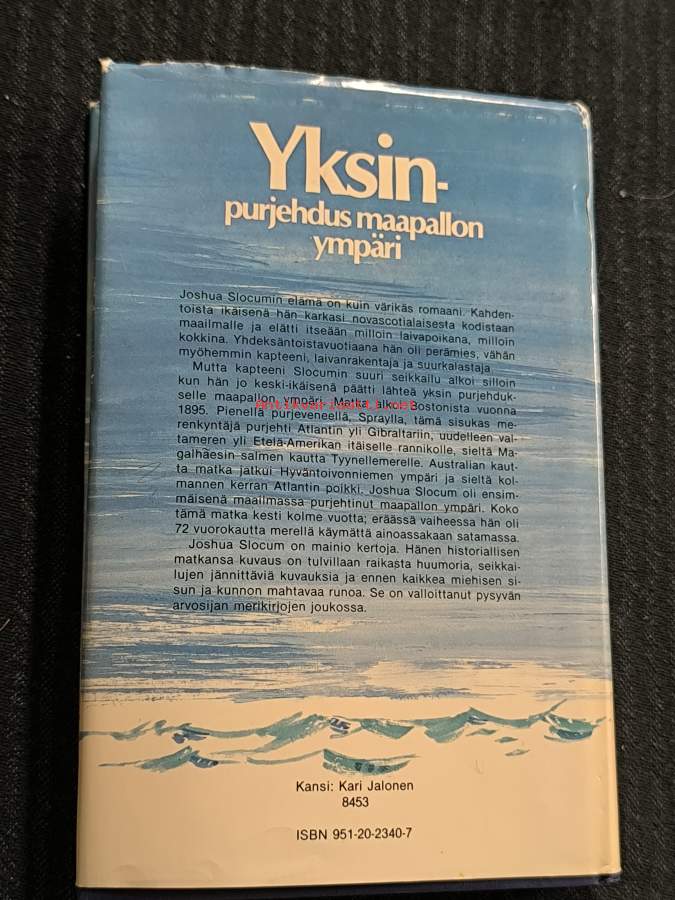 Yksin-
purjehdus maapallon
ympäri
Joshua Slocumin elämä on kuin värikäs romaani. Kahden-
toista ikäisenä hän karkasi novascotialaisesta kodistaan
maailmalle ja elätti itseään milloin laivapoikana, milloin
kokkina. Yhdeksäntoistavuotiaana hän oli perämies, vähän
myöhemmin kapteeni, laivanrakentaja ja suurkalastaja.
Mutta kapteeni Slocumin suuri seikkailu alkoi silloin
kun hän jo keski-ikäisenä päätti lähteä yksin purjehduk-
selle maapallon ympäri. Matka alkoi Bostonista vuonna
antikvariaatti.net
1895. Pienellä purjeveneellä, Spraylla, tämä sisukas me-
renkyntäjä purjehti Atlantin yli Gibraltariin, uudelleen val-
tameren yli Etelä-Amerikan itäiselle rannikolle, sieltä Ma-
galhãesin salmen kautta Tyynellemerelle. Australian kaut-
ta matka jatkui Hyväntoivonniemen ympäri ja sieltä kol-
mannen kerran Atlantin poikki. Joshua Slocum oli ensim-
mäisenä maailmassa purjehtinut maapallon ympäri. Koko
tämä matka kesti kolme vuotta; eräässä vaiheessa hän oli
72 vuorokautta merellä käymättä ainoassakaan satamassa.
Joshua Slocum on mainio kertoja. Hänen historiallisen
matkansa kuvaus on tulvillaan raikasta huumoria, seikkai-
lujen jännittäviä kuvauksia ja ennen kaikkea miehisen si-
sun ja kunnon mahtavaa runoa. Se on valloittanut pysyvän
arvosijan merikirjojen joukossa.
Kansi: Kari Jalonen
8453
ISBN 951-20-2340-7